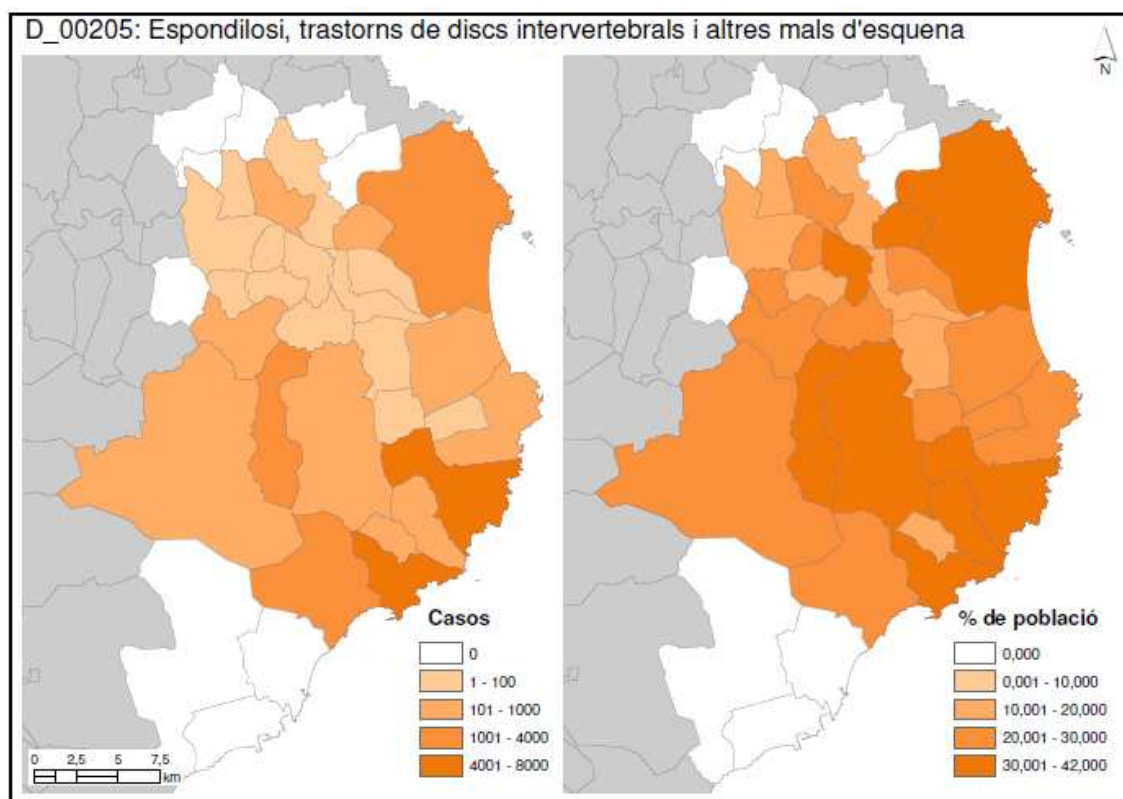 D_00205: Espondilosi, trastorns de discs intervertebrals i altres mals d'esquena
N
Casos
0
1 - 100
101 - 1000
1001 - 4000
4001 - 8000
0 2,5 5 7,5
km
% de població
0,000
0,001 - 10,000
10,001 - 20,000
20,001 - 30,000
30,001 - 42,000